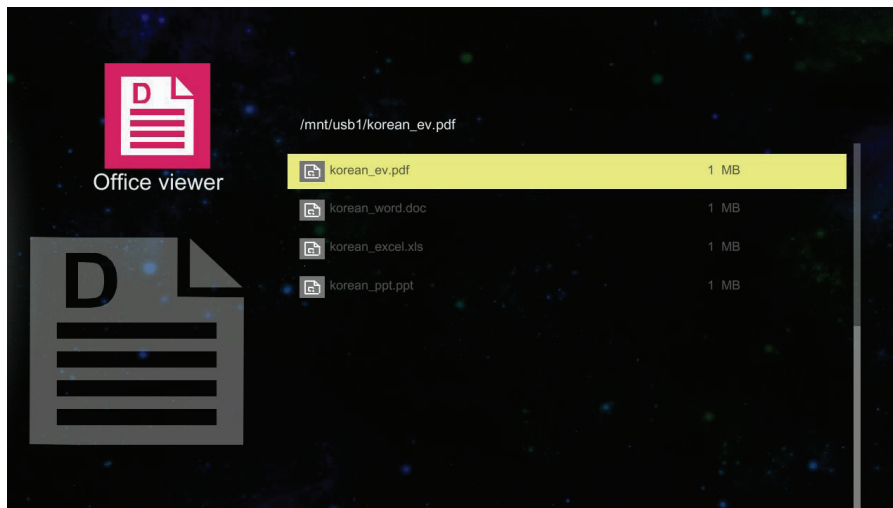 D
Office viewer
D
/mnt/usb1/korean_ev.pdf
korean_ev.pdf 1 MB
korean_word.doc 1 MB
korean_excel.xls 1 MB
korean_ppt.ppt 1 MB